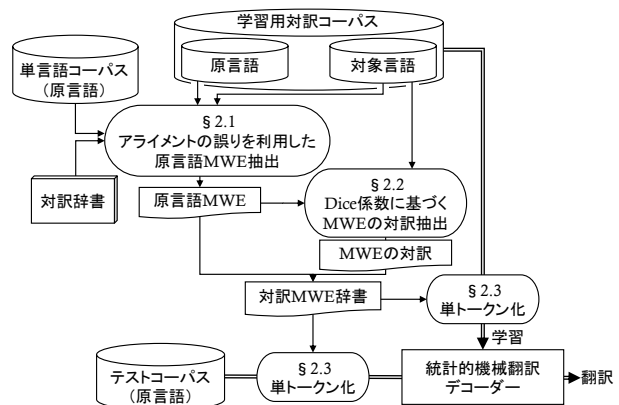 学習用対訳コーパス
原言語
対象言語
単言語コーパス
（原言語）
§2.1
アライメントの誤りを利用した
原言語MWE抽出
対訳辞書
原言語MWE
§2.2
Dice係数に基づく
MWEの対訳抽出
MWEの対訳
対訳MWE辞書
§2.3
単トークン化
学習
テストコーパス
（原言語）
§2.3
単トークン化
統計的機械翻訳
デコーダー
翻訳